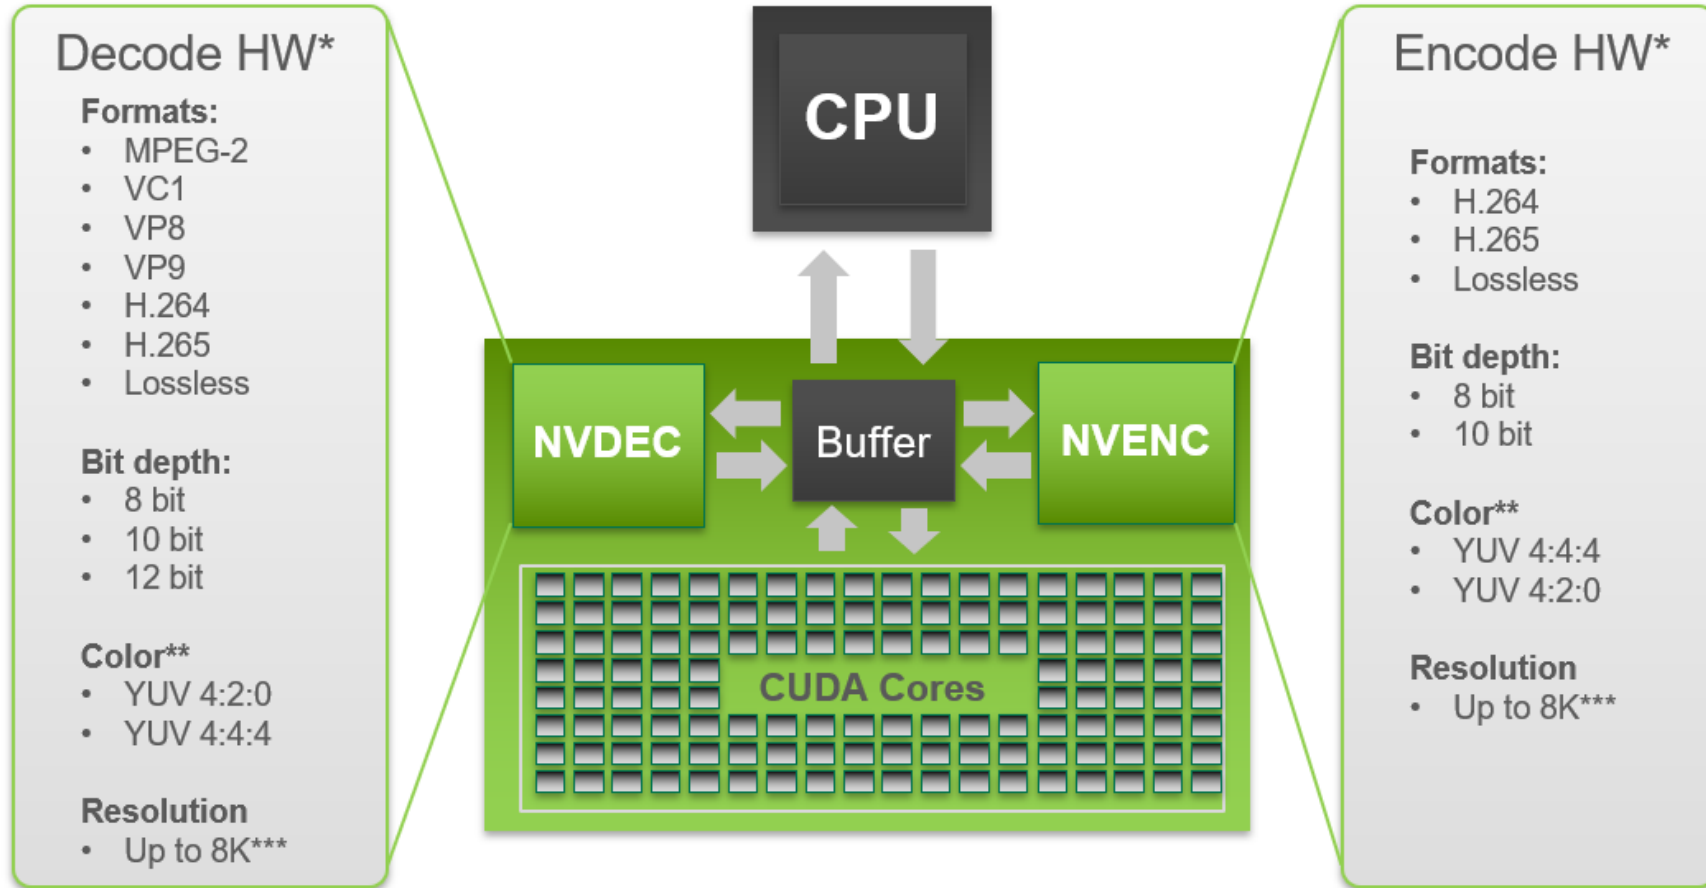 Decode HW*
Formats:
• MPEG-2
• VC1
• VP8
• VP9
• H.264
• H.265
• Lossless
Bit depth:
• 8 bit
• 10 bit
• 12 bit
Color**
• YUV 4:2:0
• YUV 4:4:4
Resolution
• Up to 8K***
CPU
NVDEC
Buffer
NVENC
CUDA Cores
Encode HW*
Formats:
• H.264
• H.265
• Lossless
Bit depth:
• 8 bit
• 10 bit
Color**
• YUV 4:4:4
• YUV 4:2:0
Resolution
• Up to 8K***